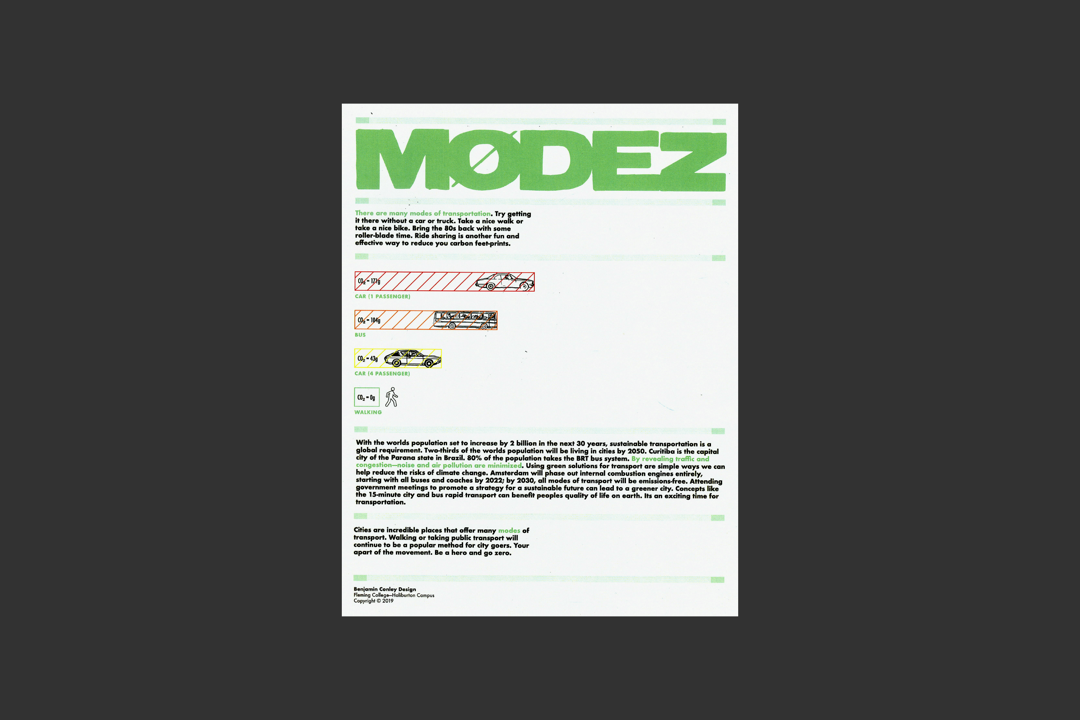 MØDEZ
There are many modes of transportation. Try getting
it there without a car or truck. Take a nice walk or
take a nice bike. Bring the 80s back with some
roller-blade time. Ride sharing is another fun and
effective way to reduce you carbon feet-prints.
CAR (1 PASSENGER)
BUS
CO₂ = 43g
CAR (4 PASSENGER)
CO₂ = 0g
WALKING
With the worlds population set to increase by 2 billion in the next 30 years, sustainable transportation is a
global requirement. Two-thirds of the worlds population will be living in cities by 2050. Curitiba is the capital
city of the Parana state in Brazil. 80% of the population takes the BRT bus system. By revealing traffic and
congestion—noise and air pollution are minimized. Using green solutions for transport are simple ways we can
help reduce the risks of climate change. Amsterdam will phase out internal combustion engines entirely,
starting with all buses and coaches by 2022; by 2030, all modes of transport will be emissions-free. Attending
government meetings to promote a strategy for a sustainable future can lead to a greener city. Concepts like
the 15-minute city and bus rapid transport can benefit peoples quality of life on earth. Its an exciting time for
transportation.
Cities are incredible places that offer many modes of
transport. Walking or taking public transport will
continue to be a popular method for city goers. Your
apart of the movement. Be a hero and go zero.
Benjamin Conley Design
Fleming College—Haliburton Campus
Copyright © 2019